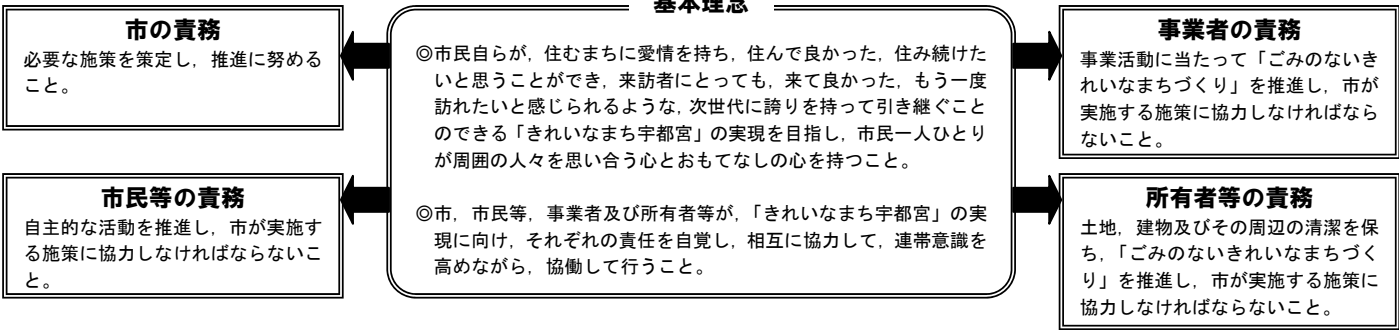 基本理念
市の責務
必要な施策を策定し，推進に努める
こと。
市民等の責務
自主的な活動を推進し，市が実施す
る施策に協力しなければならないこ
と。
◎市民自らが，住むまちに愛情を持ち，住んで良かった，住み続けた
いと思うことができ，来訪者にとっても，来て良かった，もう一度
訪れたいと感じられるような，次世代に誇りを持って引き継ぐこと
のできる「きれいなまち宇都宮」の実現を目指し，市民一人ひとり
が周囲の人々を思い合う心とおもてなしの心を持つこと。
◎市，市民等，事業者及び所有者等が，「きれいなまち宇都宮」の実
現に向け，それぞれの責任を自覚し，相互に協力して，連帯意識を
高めながら，協働して行うこと。
事業者の責務
事業活動に当たって「ごみのないき
れいなまちづくり」を推進し，市が
実施する施策に協力しなければなら
ないこと。
所有者等の責務
土地，建物及びその周辺の清潔を保
ち，「ごみのないきれいなまちづく
り」を推進し，市が実施する施策に
協力しなければならないこと。